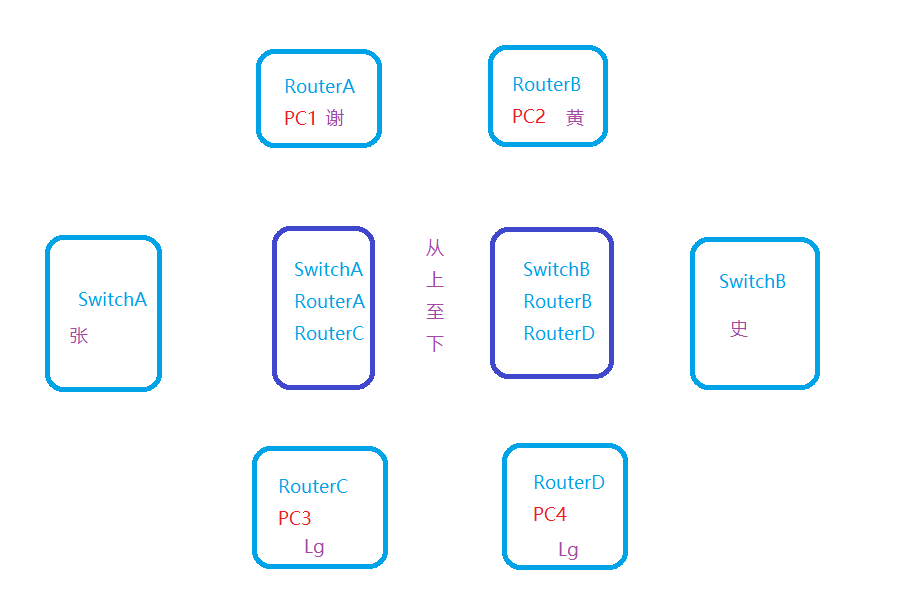 RouterA
PC1 谢
RouterB
PC2 黄
SwitchA
张
SwitchA
RouterA
RouterC
从
上
至
下
SwitchB
RouterB
RouterD
SwitchB
史
RouterC
PC3
Lg
RouterD
PC4
Lg